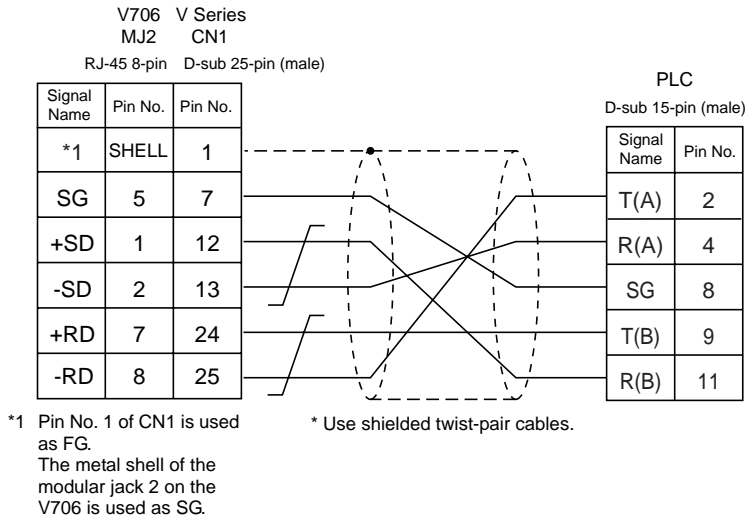 V706 V Series
MJ2 CN1
RJ-45 8-pin D-sub 25-pin (male)
Signal Name Pin No. Pin No.
*1 SHELL 1
SG 5 7
+SD 1 12
-SD 2 13
+RD 7 24
-RD 8 25
PLC
D-sub 15-pin (male)
Signal Name Pin No.
T(A) 2
R(A) 4
SG 8
T(B) 9
R(B) 11
*1 Pin No. 1 of CN1 is used
as FG.
The metal shell of the
modular jack 2 on the
V706 is used as SG.
* Use shielded twist-pair cables.